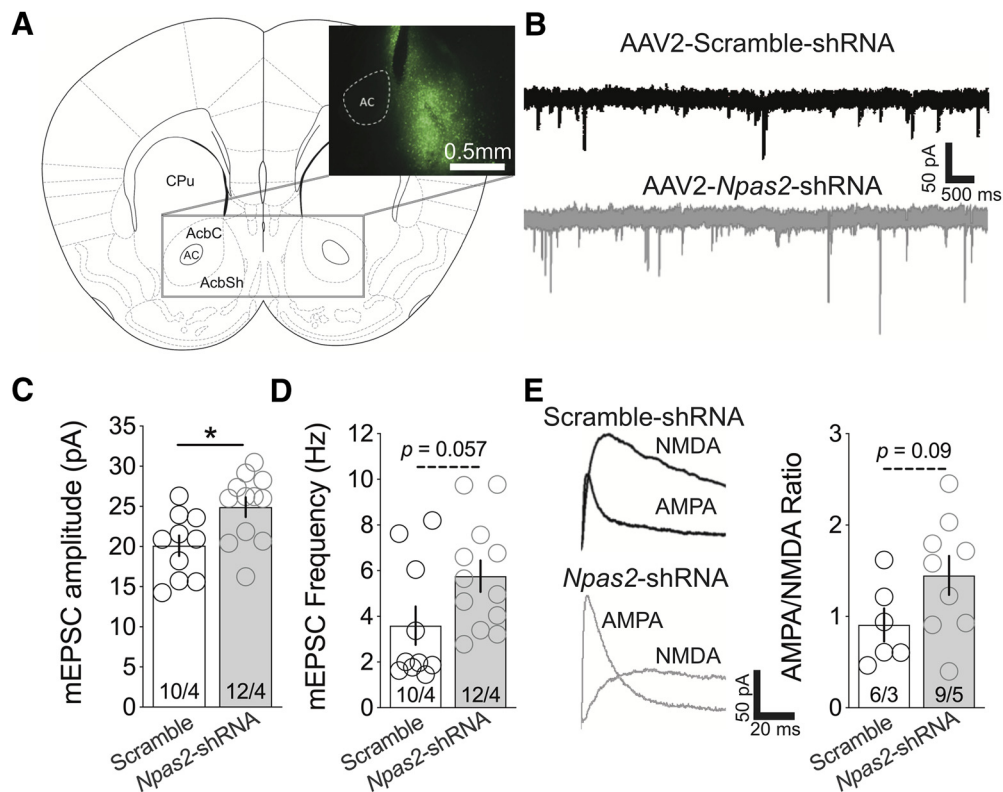 A
AC
0.5mm
CPu
AcbC
AC
AcbSh
B
AAV2-Scramble-shRNA
50 pA
500 ms
AAV2-Npas2-shRNA
C
mEPSC amplitude (pA)
35
30
25
20
15
10
5
0
*
10/4
12/4
Scramble
Npas2-shRNA
D
mEPSC Frequency (Hz)
12
10
8
6
4
2
0
p = 0.057
10/4
12/4
Scramble
Npas2-shRNA
E
Scramble-shRNA
NMDA
AMPA
Npas2-shRNA
AMPA
NMDA
50 pA
20 ms
AMPA/NMDA Ratio
3
2
1
0
p = 0.09
6/3
9/5
Scramble
Npas2-shRNA